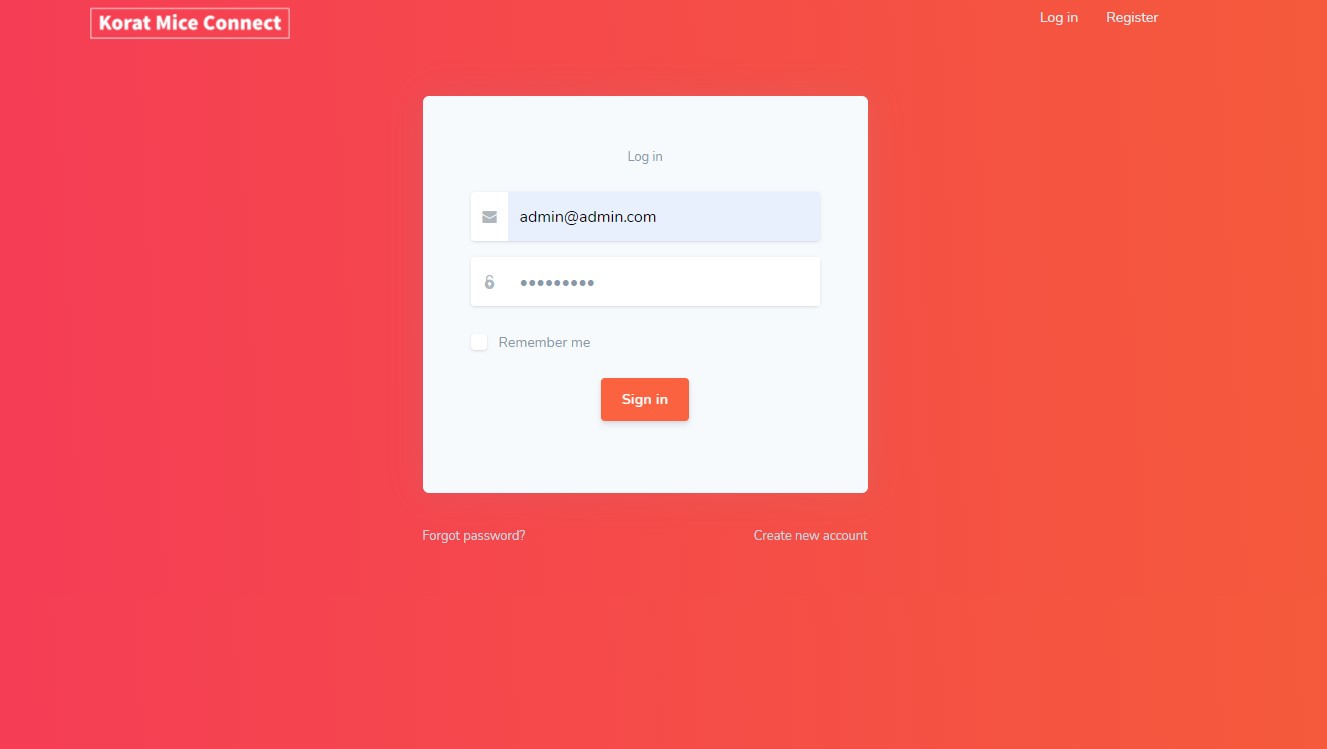 Korat Mice Connect
Log in
Register
Log in
admin@admin.com
•••••••••
Remember me
Sign in
Forgot password?
Create new account